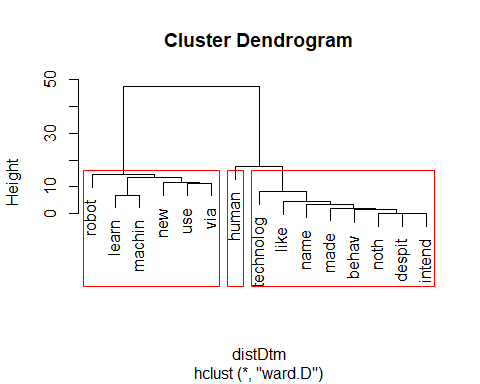 Cluster Dendrogram
Height
50
30
10
0
robot
learn
machin
new
use
via
human
technolog
like
name
made
behav
noth
despit
intend
distDtm
hclust (*, "ward.D")